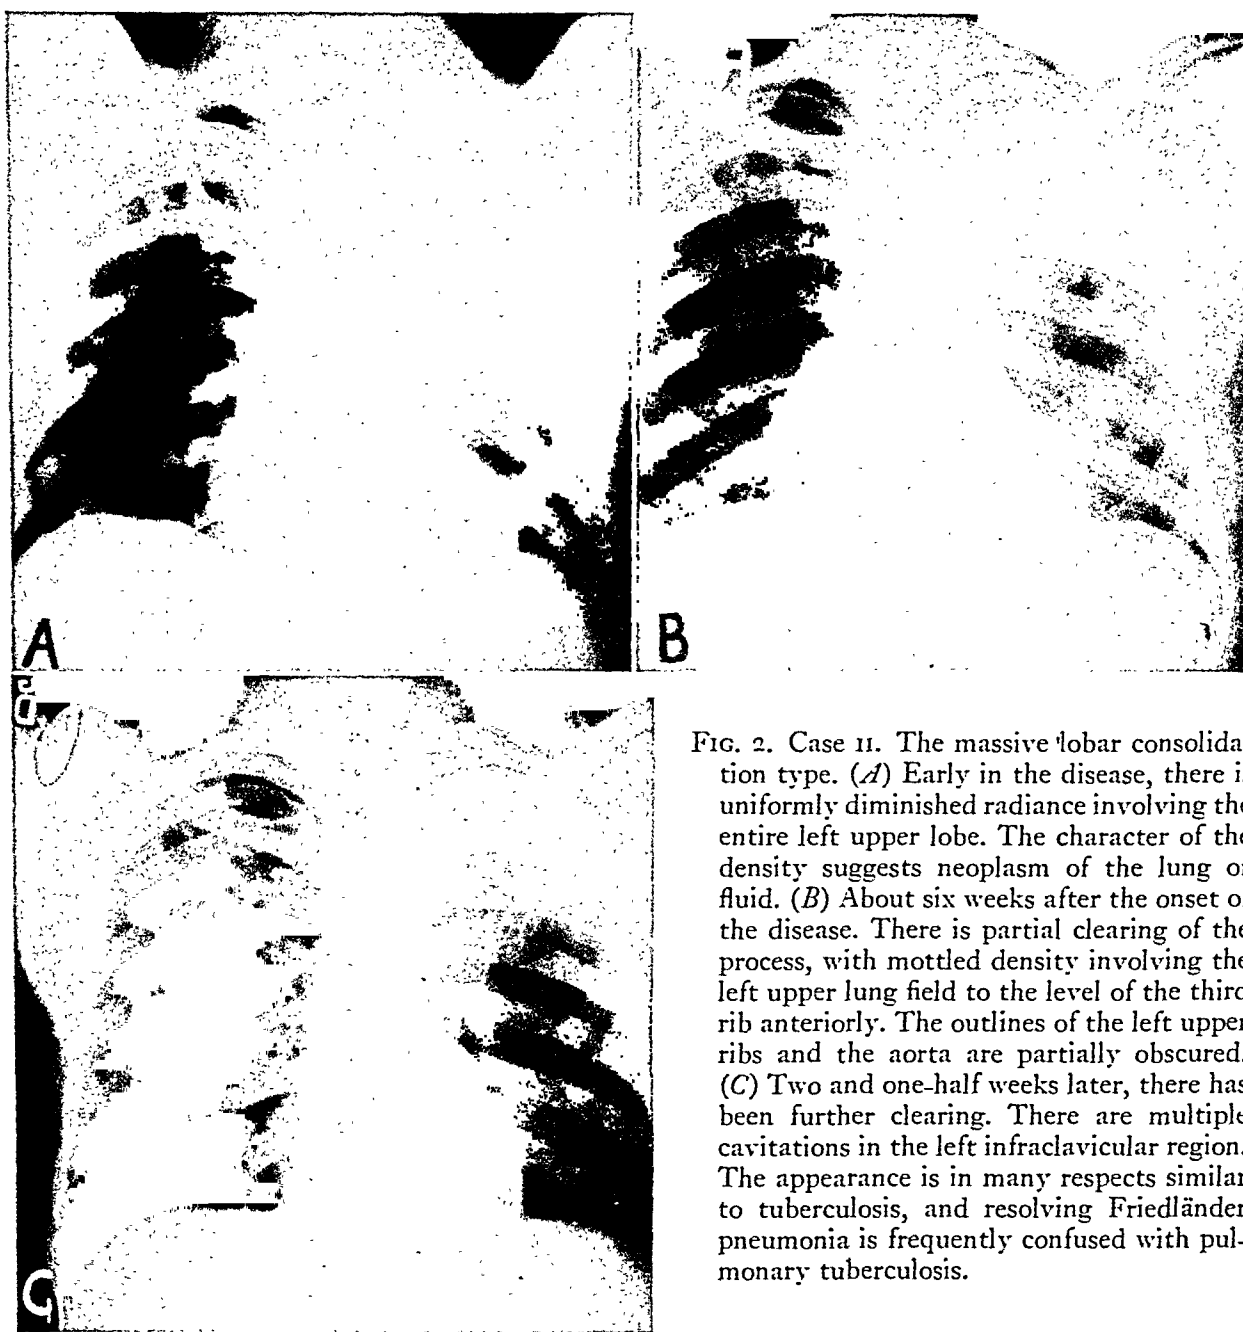 A
B
FIG. 2. Case II. The massive lobar consolida
tion type. (A) Early in the disease, there i
uniformly diminished radiance involving the
entire left upper lobe. The character of the
density suggests neoplasm of the lung o
fluid. (B) About six weeks after the onset o
the disease. There is partial clearing of the
process, with mottled density involving the
left upper lung field to the level of the third
rib anteriorly. The outlines of the left upper
ribs and the aorta are partially obscured.
(C) Two and one-half weeks later, there has
been further clearing. There are multiple
cavitations in the left infraclavicular region.
The appearance is in many respects similar
to tuberculosis, and resolving Friedländer
pneumonia is frequently confused with pul-
monary tuberculosis.
C